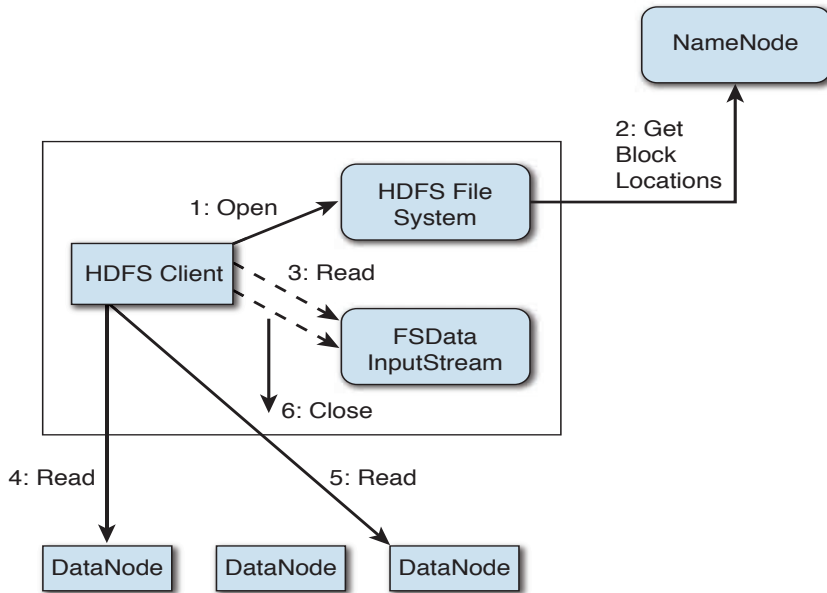 NameNode
2: Get
Block
Locations
HDFS File
System
1: Open
HDFS Client
3: Read
FSData
InputStream
6: Close
4: Read
5: Read
DataNode
DataNode
DataNode